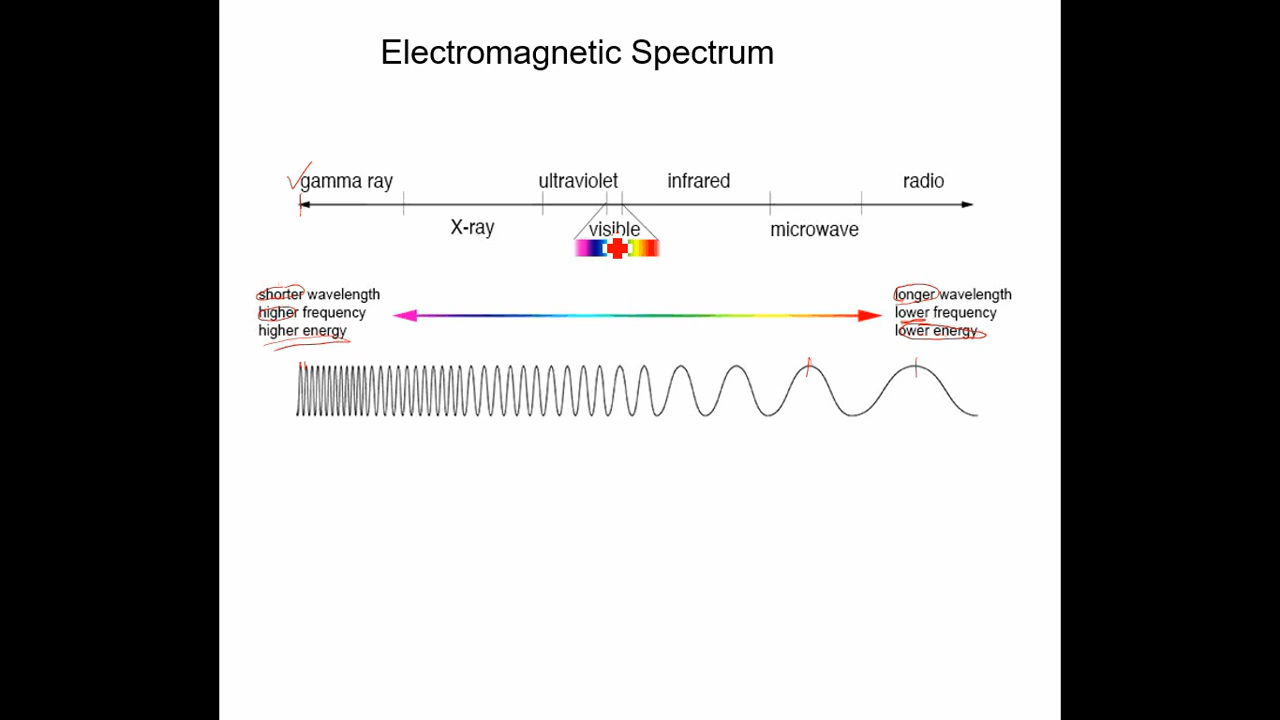 Electromagnetic Spectrum
gamma ray
ultraviolet
infrared
radio
X-ray
visible
microwave
shorter wavelength
higher frequency
higher energy
longer wavelength
lower frequency
lower energy